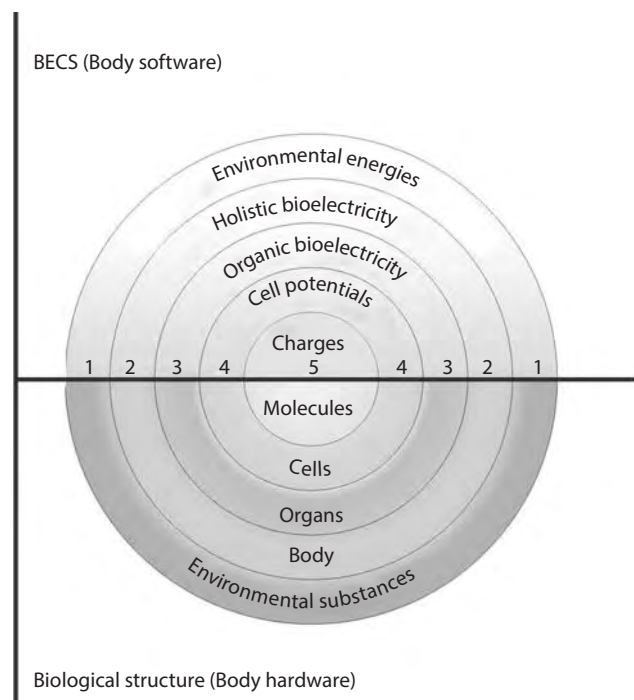 BECS (Body software)
Environmental energies
Holistic bioelectricity
Organic bioelectricity
Cell potentials
Charges
1 2 3 4 5 4 3 2 1
Molecules
Cells
Organs
Body
Environmental substances
Biological structure (Body hardware)